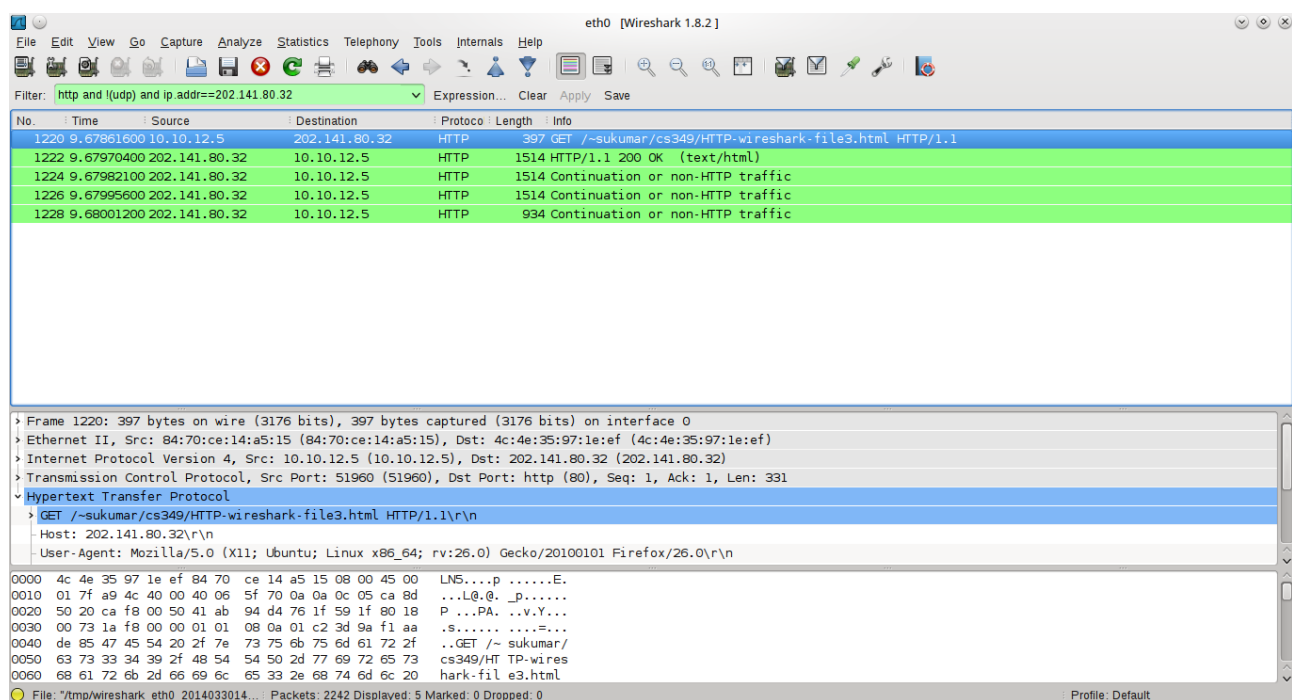 eth0 [Wireshark 1.8.2 ]
File Edit View Go Capture Analyze Statistics Telephony Tools Internals Help
Filter: http and !(udp) and ip.addr==202.141.80.32 Expression... Clear Apply Save
No. Time Source Destination Protoco Length Info
1220 9.67861600 10.10.12.5 202.141.80.32 HTTP 397 GET /~sukumar/cs349/HTTP-wireshark-file3.html HTTP/1.1
1222 9.67970400 202.141.80.32 10.10.12.5 HTTP 1514 HTTP/1.1 200 OK (text/html)
1224 9.67982100 202.141.80.32 10.10.12.5 HTTP 1514 Continuation or non-HTTP traffic
1226 9.67995600 202.141.80.32 10.10.12.5 HTTP 1514 Continuation or non-HTTP traffic
1228 9.68001200 202.141.80.32 10.10.12.5 HTTP 934 Continuation or non-HTTP traffic
Frame 1220: 397 bytes on wire (3176 bits), 397 bytes captured (3176 bits) on interface 0
Ethernet II, Src: 84:70:ce:14:a5:15 (84:70:ce:14:a5:15), Dst: 4c:4e:35:97:1e:ef (4c:4e:35:97:1e:ef)
Internet Protocol Version 4, Src: 10.10.12.5 (10.10.12.5), Dst: 202.141.80.32 (202.141.80.32)
Transmission Control Protocol, Src Port: 51960 (51960), Dst Port: http (80), Seq: 1, Ack: 1, Len: 331
Hypertext Transfer Protocol
GET /~sukumar/cs349/HTTP-wireshark-file3.html HTTP/1.1\r\n
Host: 202.141.80.32\r\n
User-Agent: Mozilla/5.0 (X11; Ubuntu; Linux x86_64; rv:26.0) Gecko/20100101 Firefox/26.0\r\n
0000 4c 4e 35 97 1e ef 84 70 ce 14 a5 15 08 00 45 00 LN5....p ......E.
0010 01 7f a9 4c 40 00 40 06 5f 70 0a 0a 0c 05 ca 8d ...L@.@. _p......
0020 50 20 ca f8 00 50 41 ab 94 d4 76 1f 59 1f 80 18 P ...PA. ..v.Y...
0030 00 73 1a f8 00 00 01 01 08 0a 01 c2 3d 9a f1 aa .s...... ....=...
0040 de 85 47 45 54 20 2f 7e 73 75 6b 75 6d 61 72 2f ..GET /~ sukumar/
0050 63 73 33 34 39 2f 48 54 54 50 2d 77 69 72 65 73 cs349/HT TP-wires
0060 68 61 72 6b 2d 66 69 6c 65 33 2e 68 74 6d 6c 20 hark-fil e3.html
File: "/tmp/wireshark_eth0_2014033014... Packets: 2242 Displayed: 5 Marked: 0 Dropped: 0 Profile: Default